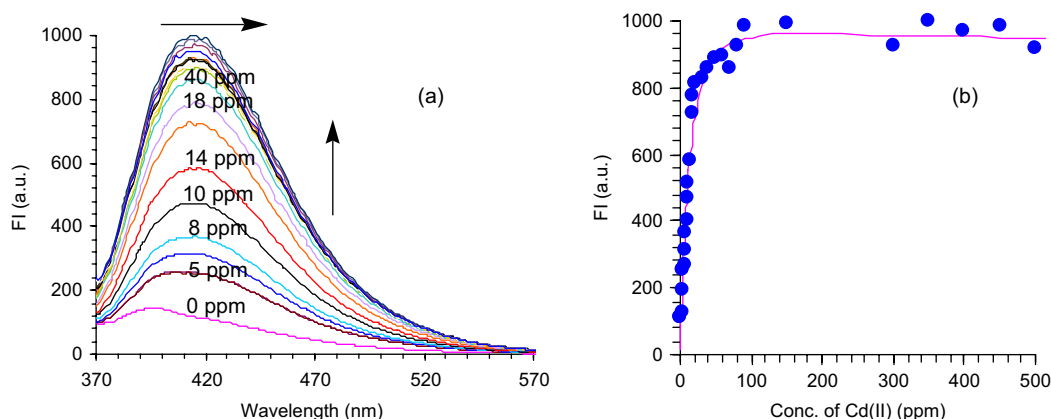 1000
800
600
400
200
0
FI (a.u.)
370
420
470
520
570
Wavelength (nm)
(a)
40 ppm
18 ppm
14 ppm
10 ppm
8 ppm
5 ppm
0 ppm
1000
800
600
400
200
0
FI (a.u.)
0
100
200
300
400
500
Conc. of Cd(II) (ppm)
(b)